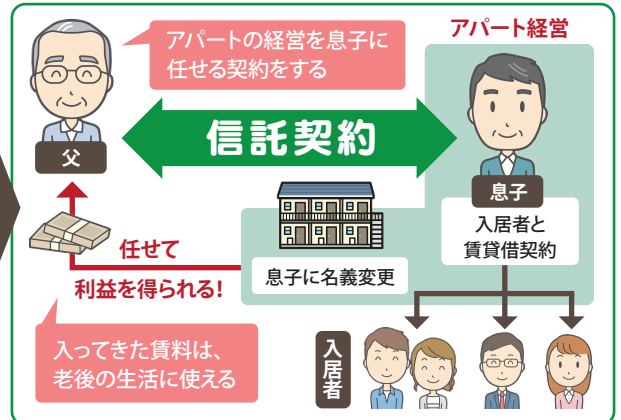 アパートの経営を息子に
任せる契約をする
アパート経営
信託契約
父
息子
入居者と
賃貸借契約
任せて
利益を得られる!
息子に名義変更
入ってきた賃料は、
老後の生活に使える
入居者